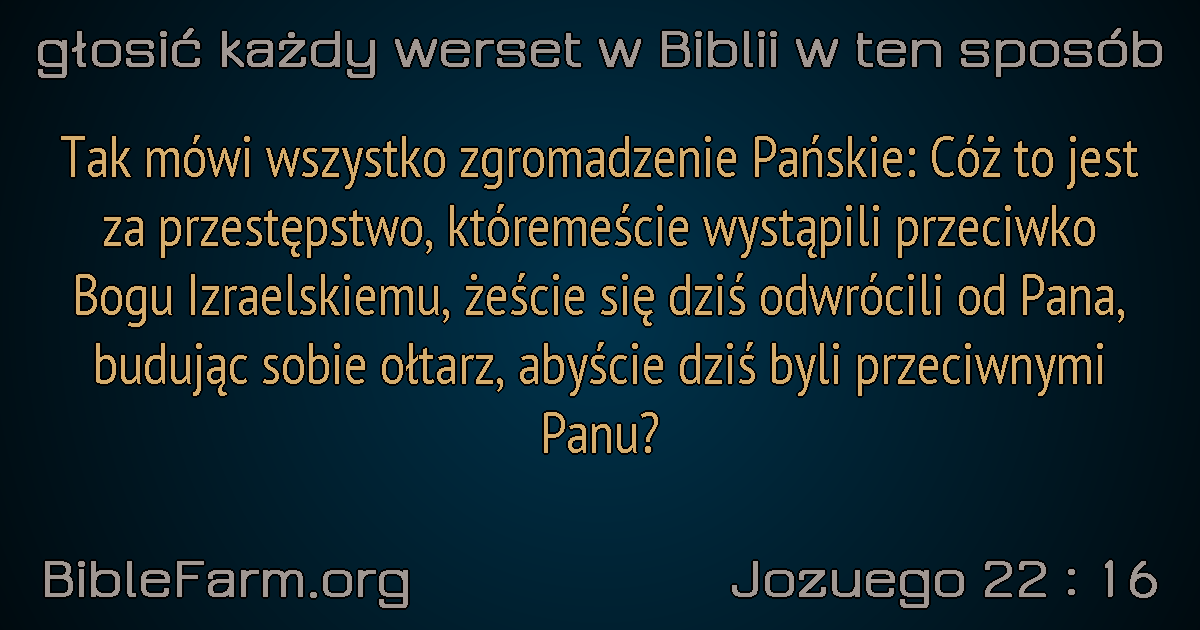 głosić każdy werset w Biblii w ten sposób
Tak mówi wszystko zgromadzenie Pańskie: Cóż to jest
za przestępstwo, któremeście wystąpili przeciwko
Bogu Izraelskiemu, żeście się dziś odwrócili od Pana,
budując sobie ołtarz, abyście dziś byli przeciwnymi
Panu?
BibleFarm.org
Jozuego 22 : 16